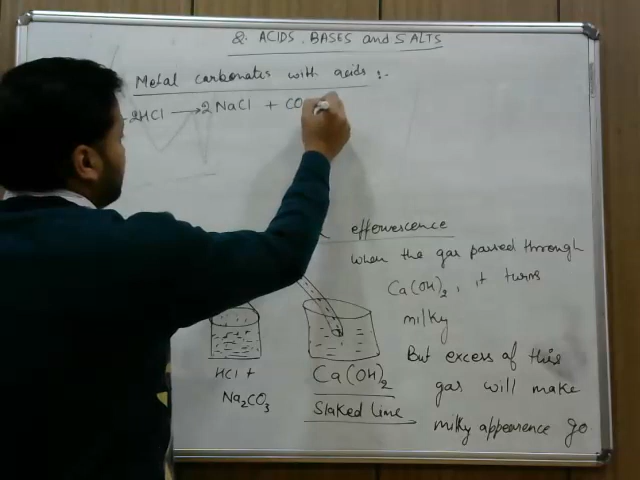 2. ACIDS, BASES and SALTS
Metal carbonates with acids :-
2HCl → 2 NaCl + CO
effervescence
when the gas passed through
Ca(OH)2, it turns
milky
But excess of this
gas will make
milky appearence go
HCl +
Na2CO3
Ca(OH)2
Slaked lime